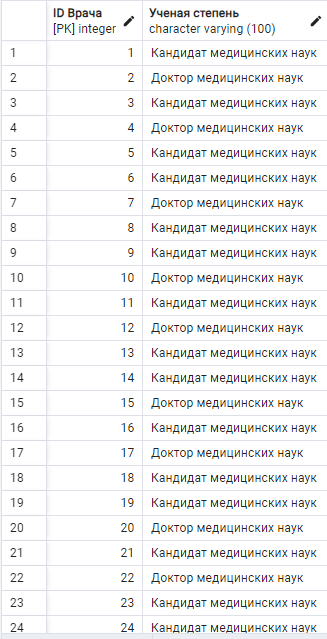 ID Врача Ученая степень
[PK] integer character varying (100)
1 1 Кандидат медицинских наук
2 2 Доктор медицинских наук
3 3 Кандидат медицинских наук
4 4 Доктор медицинских наук
5 5 Кандидат медицинских наук
6 6 Кандидат медицинских наук
7 7 Доктор медицинских наук
8 8 Кандидат медицинских наук
9 9 Кандидат медицинских наук
10 10 Доктор медицинских наук
11 11 Кандидат медицинских наук
12 12 Доктор медицинских наук
13 13 Кандидат медицинских наук
14 14 Кандидат медицинских наук
15 15 Доктор медицинских наук
16 16 Кандидат медицинских наук
17 17 Доктор медицинских наук
18 18 Кандидат медицинских наук
19 19 Кандидат медицинских наук
20 20 Доктор медицинских наук
21 21 Кандидат медицинских наук
22 22 Доктор медицинских наук
23 23 Кандидат медицинских наук
24 24 Кандидат медицинских наук